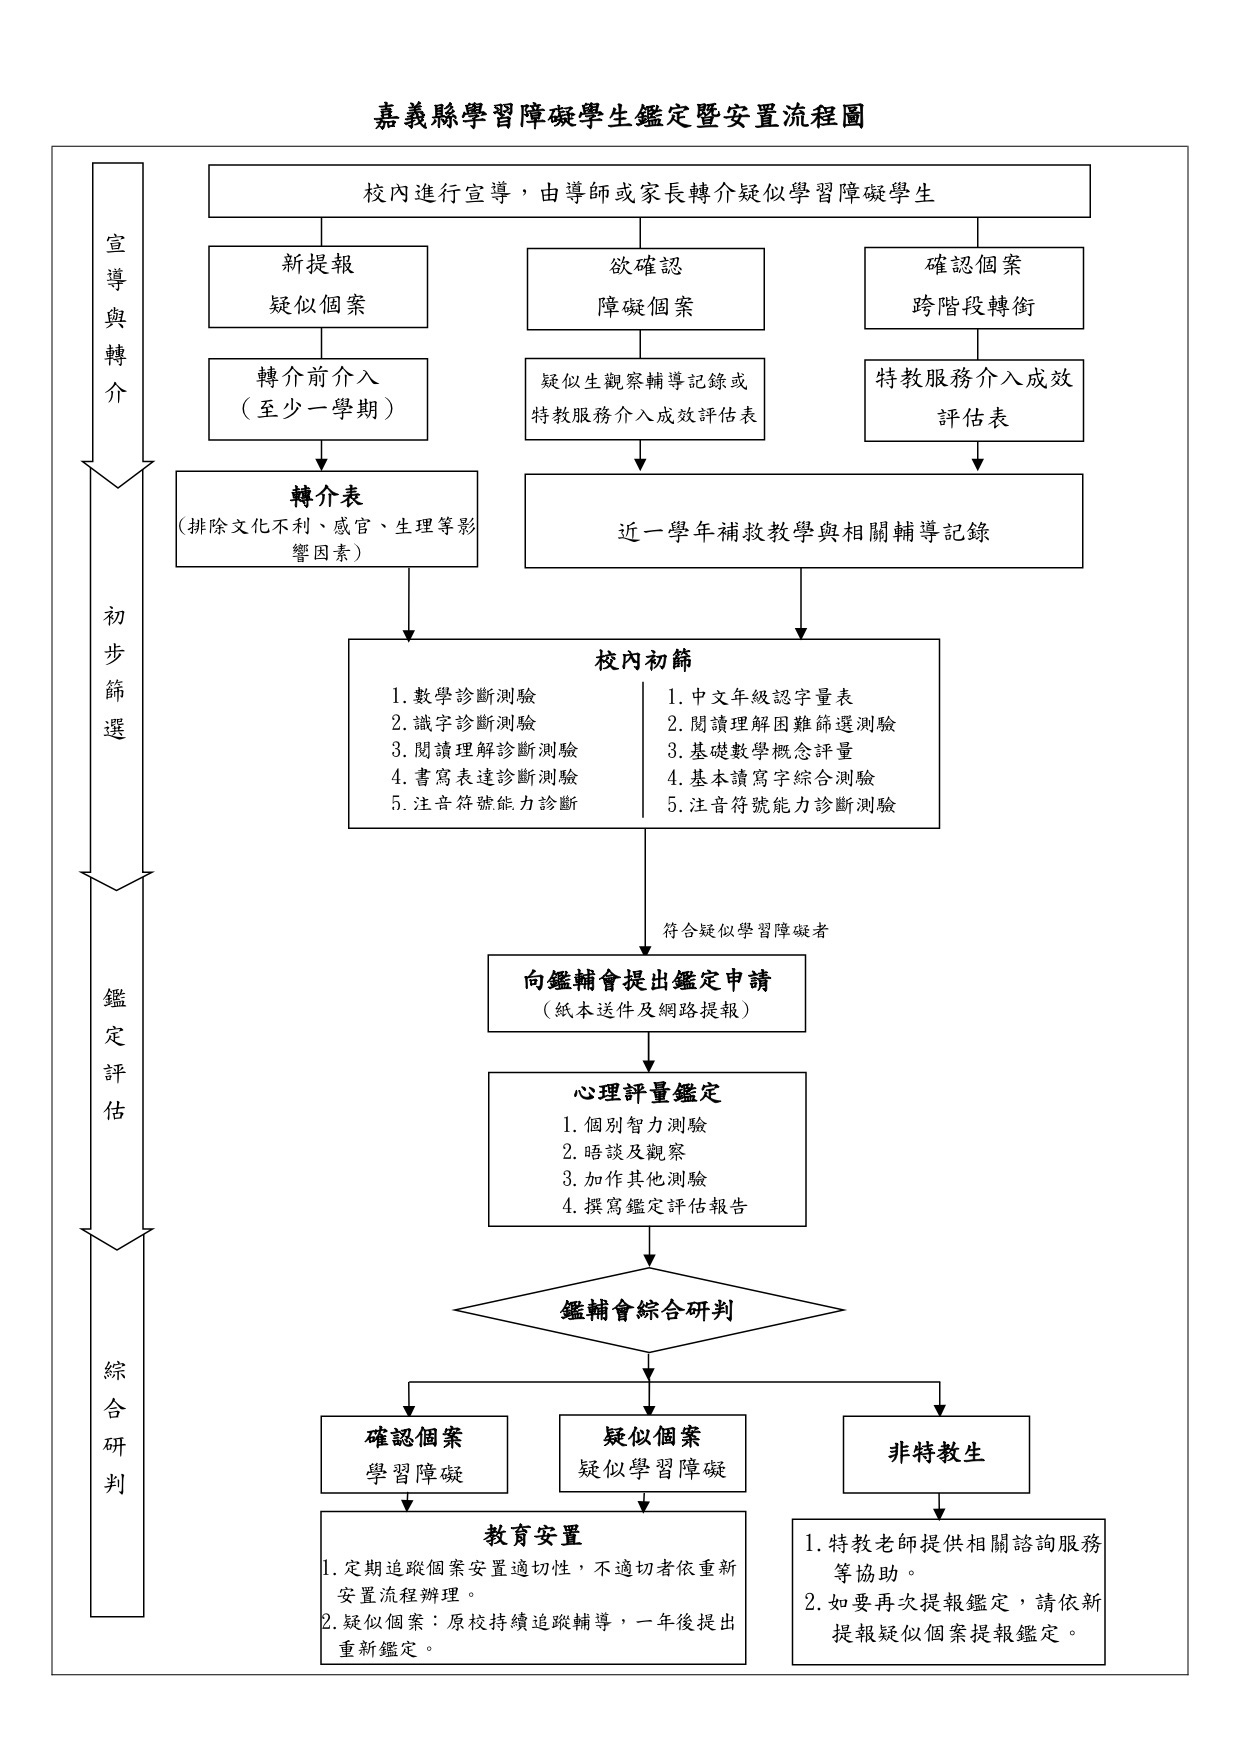 嘉義縣學習障礙學生鑑定暨安置流程圖
宣導與轉介
校內進行宣導，由導師或家長轉介疑似學習障礙學生
新提報
疑似個案
欲確認
障礙個案
確認個案
跨階段轉銜
轉介前介入
（至少一學期）
疑似生觀察輔導記錄或
特教服務介入成效評估表
特教服務介入成效
評估表
初步篩選
轉介表
(排除文化不利、感官、生理等影
響因素)
近一學年補救教學與相關輔導記錄
校內初篩
1.數學診斷測驗
2.識字診斷測驗
3.閱讀理解診斷測驗
4.書寫表達診斷測驗
5.注音符號能力診斷
1.中文年級認字量表
2.閱讀理解困難篩選測驗
3.基礎數學概念評量
4.基本讀寫字綜合測驗
5.注音符號能力診斷測驗
符合疑似學習障礙者
鑑定評估
向鑑輔會提出鑑定申請
（紙本送件及網路提報）
心理評量鑑定
1.個別智力測驗
2.晤談及觀察
3.加作其他測驗
4.撰寫鑑定評估報告
綜合研判
鑑輔會綜合研判
確認個案
學習障礙
疑似個案
疑似學習障礙
非特教生
教育安置
1.定期追蹤個案安置適切性，不適切者依重新
安置流程辦理。
2.疑似個案：原校持續追蹤輔導，一年後提出
重新鑑定。
1.特教老師提供相關諮詢服務
等協助。
2.如要再次提報鑑定，請依新
提報疑似個案提報鑑定。